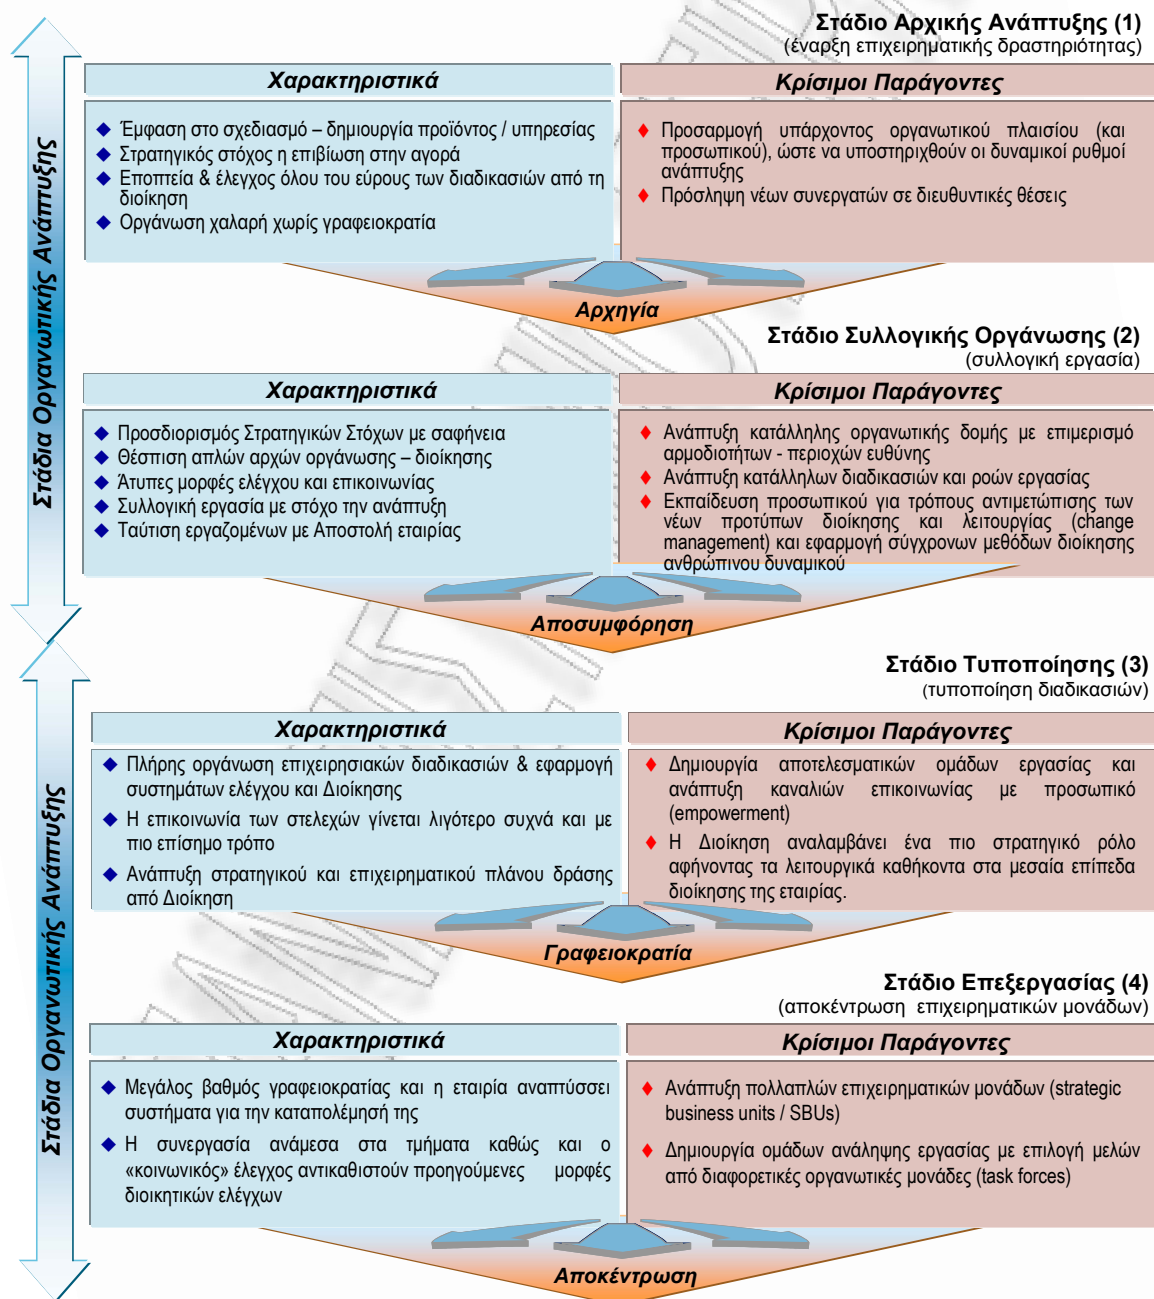 Στάδιο Αρχικής Ανάπτυξης (1)
(έναρξη επιχειρηματικής δραστηριότητας)
Στάδια Οργανωτικής Ανάπτυξης
Χαρακτηριστικά
Έμφαση στο σχεδιασμό – δημιουργία προϊόντος / υπηρεσίας
Στρατηγικός στόχος η επιβίωση στην αγορά
Εποπτεία & έλεγχος όλου του εύρους των διαδικασιών από τη
διοίκηση
Οργάνωση χαλαρή χωρίς γραφειοκρατία
Κρίσιμοι Παράγοντες
Προσαρμογή υπάρχοντος οργανωτικού πλαισίου (και
προσωπικού), ώστε να υποστηριχθούν οι δυναμικοί ρυθμοί
ανάπτυξης
Πρόσληψη νέων συνεργατών σε διευθυντικές θέσεις
Αρχηγία
Στάδιο Συλλογικής Οργάνωσης (2)
(συλλογική εργασία)
Χαρακτηριστικά
Προσδιορισμός Στρατηγικών Στόχων με σαφήνεια
Θέσπιση απλών αρχών οργάνωσης – διοίκησης
Άτυπες μορφές ελέγχου και επικοινωνίας
Συλλογική εργασία με στόχο την ανάπτυξη
Ταύτιση εργαζομένων με Αποστολή εταιρίας
Κρίσιμοι Παράγοντες
Ανάπτυξη κατάλληλης οργανωτικής δομής με επιμερισμό
αρμοδιοτήτων - περιοχών ευθύνης
Ανάπτυξη κατάλληλων διαδικασιών και ροών εργασίας
Εκπαίδευση προσωπικού για τρόπους αντιμετώπισης των
νέων προτύπων διοίκησης και λειτουργίας (change
management) και εφαρμογή σύγχρονων μεθόδων διοίκησης
ανθρώπινου δυναμικού
Αποσυμφόρηση
Στάδιο Τυποποίησης (3)
(τυποποίηση διαδικασιών)
Στάδια Οργανωτικής Ανάπτυξης
Χαρακτηριστικά
Πλήρης οργάνωση επιχειρησιακών διαδικασιών & εφαρμογή
συστημάτων ελέγχου και Διοίκησης
Η επικοινωνία των στελεχών γίνεται λιγότερο συχνά και με
πιο επίσημο τρόπο
Ανάπτυξη στρατηγικού και επιχειρηματικού πλάνου δράσης
από Διοίκηση
Κρίσιμοι Παράγοντες
Δημιουργία αποτελεσματικών ομάδων εργασίας και
ανάπτυξη καναλιών επικοινωνίας με προσωπικό
(empowerment)
Η Διοίκηση αναλαμβάνει ένα πιο στρατηγικό ρόλο
αφήνοντας τα λειτουργικά καθήκοντα στα μεσαία επίπεδα
διοίκησης της εταιρίας.
Γραφειοκρατία
Στάδιο Επεξεργασίας (4)
(αποκέντρωση επιχειρηματικών μονάδων)
Χαρακτηριστικά
Μεγάλος βαθμός γραφειοκρατίας και η εταιρία αναπτύσσει
συστήματα για την καταπολέμησή της
Η συνεργασία ανάμεσα στα τμήματα καθώς και ο
«κοινωνικός» έλεγχος αντικαθιστούν προηγούμενες μορφές
διοικητικών ελέγχων
Κρίσιμοι Παράγοντες
Ανάπτυξη πολλαπλών επιχειρηματικών μονάδων (strategic
business units / SBUs)
Δημιουργία ομάδων ανάληψης εργασίας με επιλογή μελών
από διαφορετικές οργανωτικές μονάδες (task forces)
Αποκέντρωση